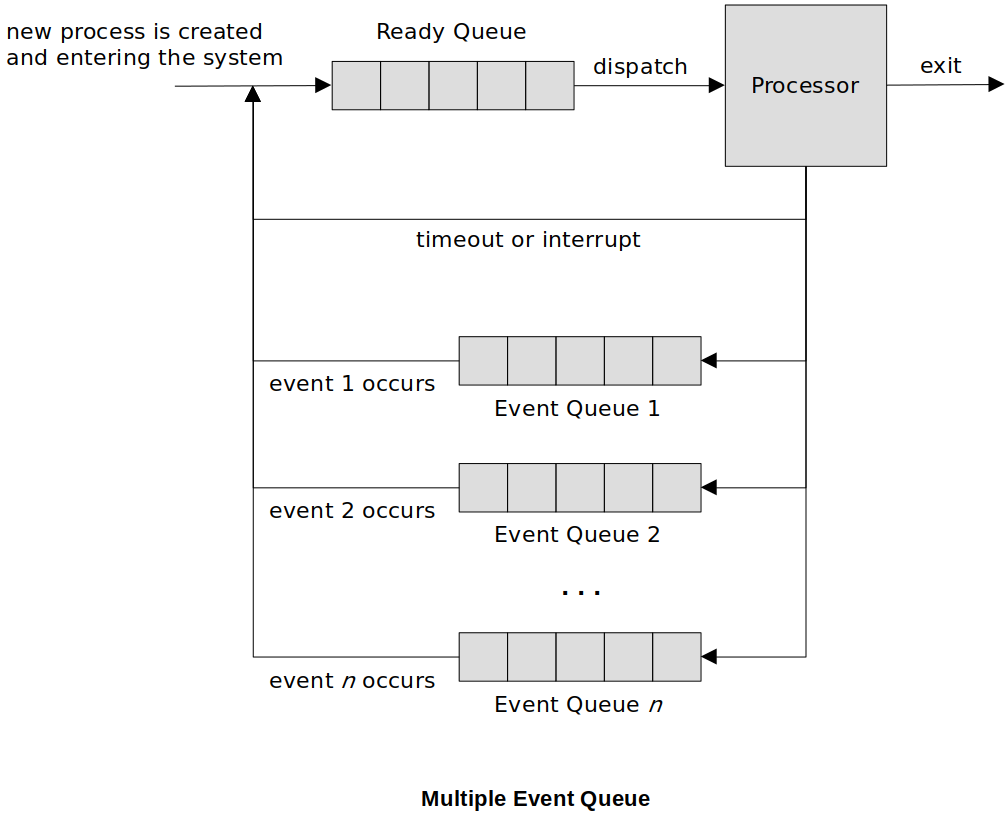 new process is created
and entering the system
Ready Queue
dispatch
Processor
exit
timeout or interrupt
event 1 occurs
Event Queue 1
event 2 occurs
Event Queue 2
. . .
event n occurs
Event Queue n
Multiple Event Queue